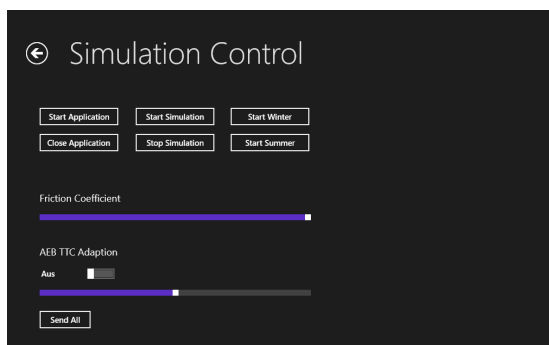 Simulation Control
Start Application Start Simulation Start Winter
Close Application Stop Simulation Start Summer
Friction Coefficient
AEB TTC Adaption
Aus
Send All